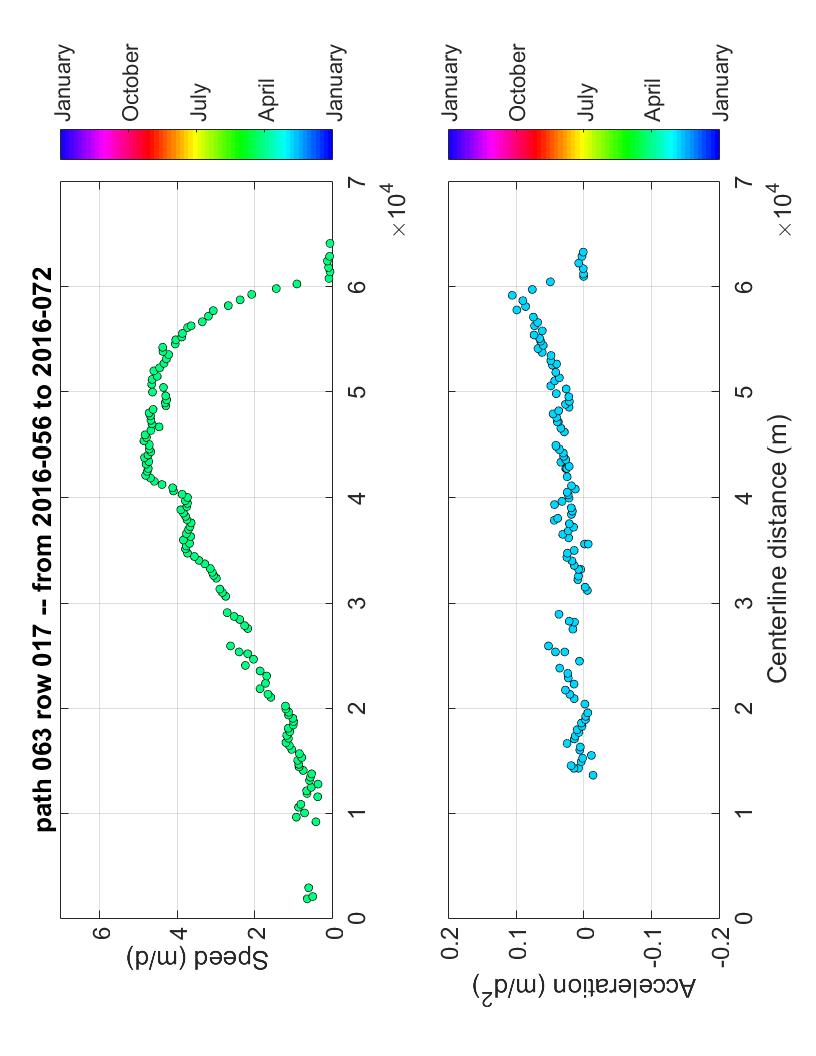 path 063 row 017 -- from 2016-056 to 2016-072
Speed (m/d)
6
4
2
0
0
1
2
3
4
5
6
7
×10⁴
January
October
July
April
January
Acceleration (m/d²)
0.2
0.1
0
-0.1
-0.2
0
1
2
3
4
5
6
7
×10⁴
Centerline distance (m)
January
October
July
April
January